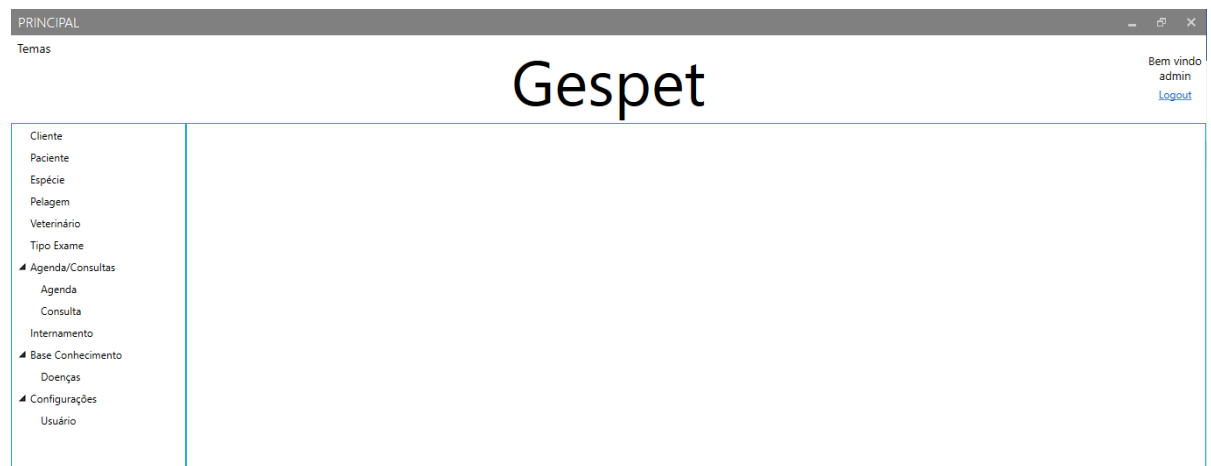 PRINCIPAL
Temas
Gespet
Bem vindo
admin
Logout
Cliente
Paciente
Espécie
Pelagem
Veterinário
Tipo Exame
Agenda/Consultas
Agenda
Consulta
Internamento
Base Conhecimento
Doenças
Configurações
Usuário